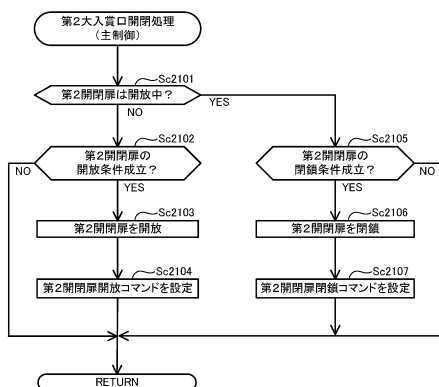 第2大入賞口開閉処理
(主制御)
Sc2101
第2開閉扉は開放中?
YES
NO
Sc2102
第2開閉扉の
開放条件成立?
NO
YES
Sc2103
第2開閉扉を開放
Sc2104
第2開閉扉開放コマンドを設定
Sc2105
第2開閉扉の
閉鎖条件成立?
NO
YES
Sc2106
第2開閉扉を閉鎖
Sc2107
第2開閉扉閉鎖コマンドを設定
RETURN